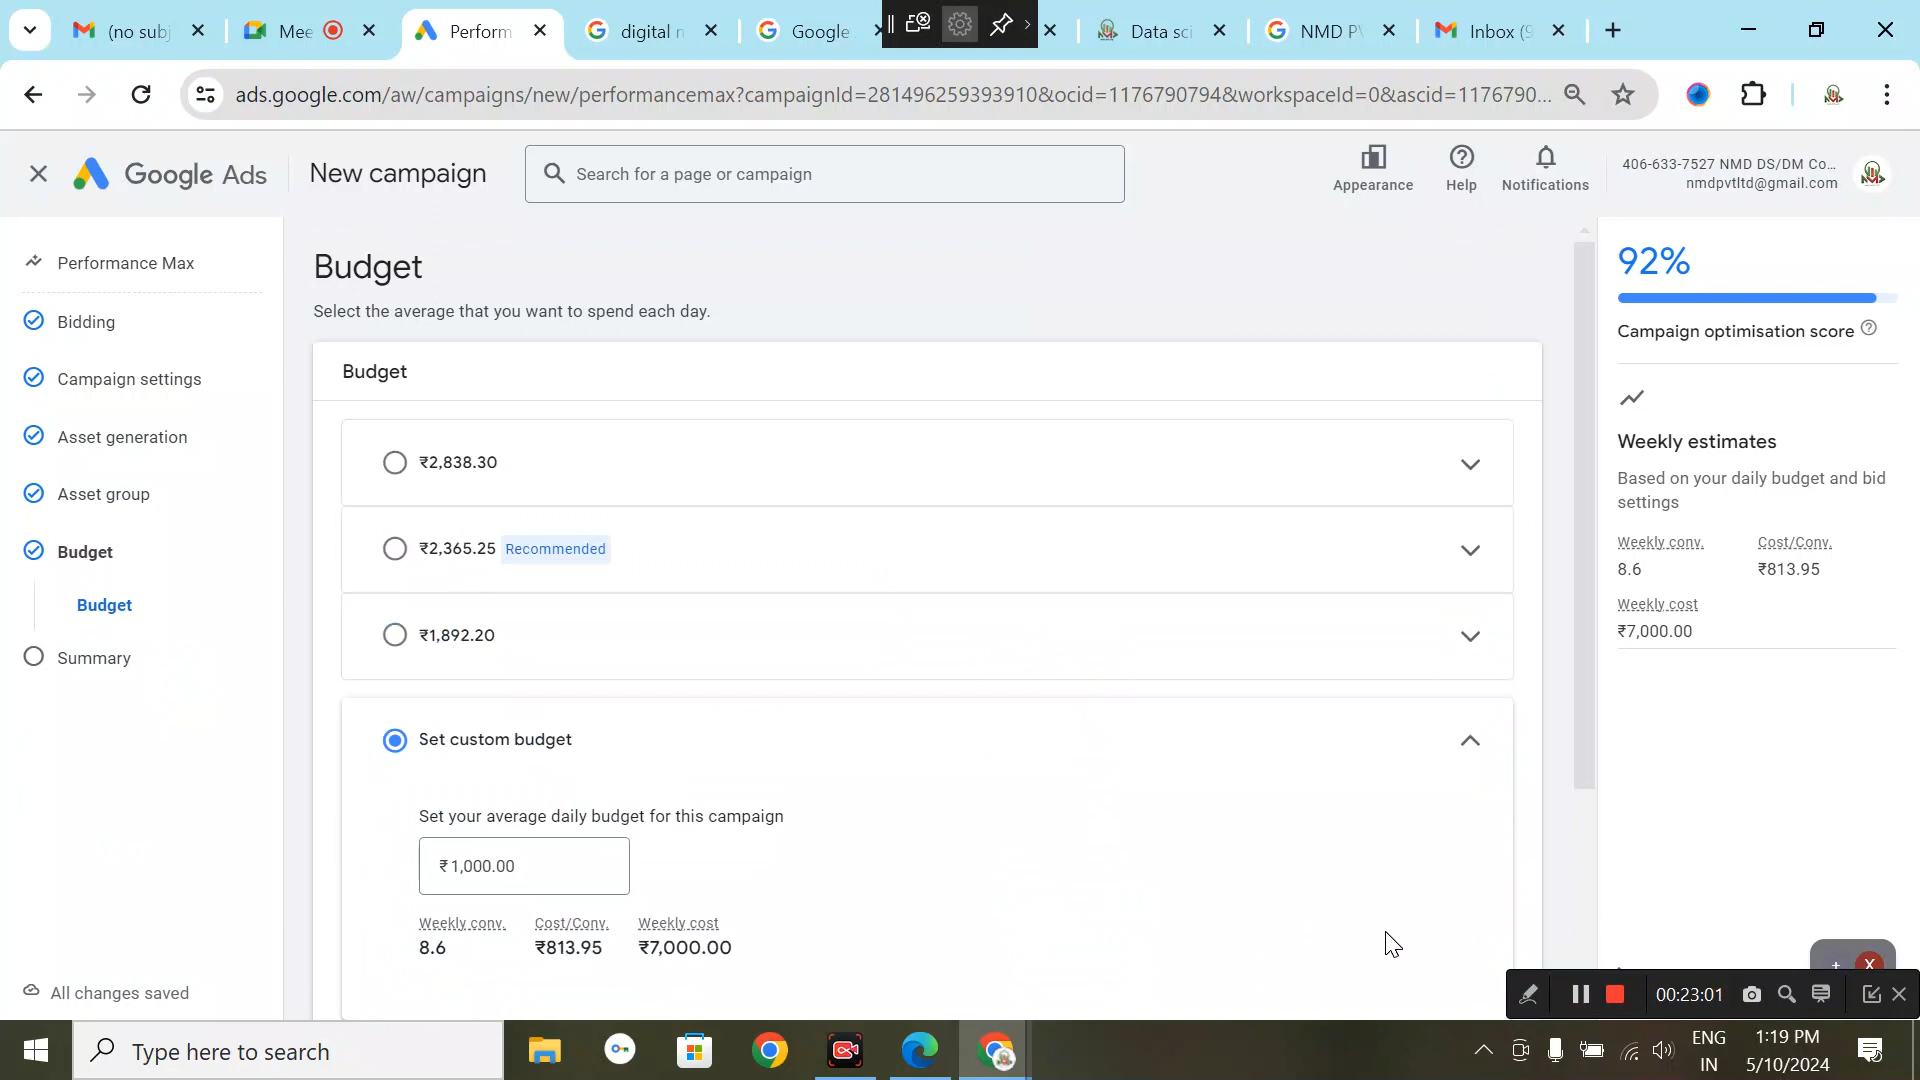 (no subj
Mee
Perform
digital n
Google
Data sci
NMD P
Inbox (9
ads.google.com/aw/campaigns/new/performancemax?campaignId=281496259393910&ocid=1176790794&workspaceId=0&ascid=1176790...
Google Ads
New campaign
Search for a page or campaign
Appearance
Help
Notifications
406-633-7527 NMD DS/DM Co...
nmdpvtltd@gmail.com
Performance Max
Bidding
Campaign settings
Asset generation
Asset group
Budget
Budget
Summary
All changes saved
Budget
Select the average that you want to spend each day.
Budget
₹2,838.30
₹2,365.25 Recommended
₹1,892.20
Set custom budget
Set your average daily budget for this campaign
₹1,000.00
Weekly conv. Cost/Conv. Weekly cost
8.6 ₹813.95 ₹7,000.00
92%
Campaign optimisation score
Weekly estimates
Based on your daily budget and bid
settings
Weekly conv. Cost/Conv.
8.6 ₹813.95
Weekly cost
₹7,000.00
+ X
00:23:01
Type here to search
ENG
IN
1:19 PM
5/10/2024